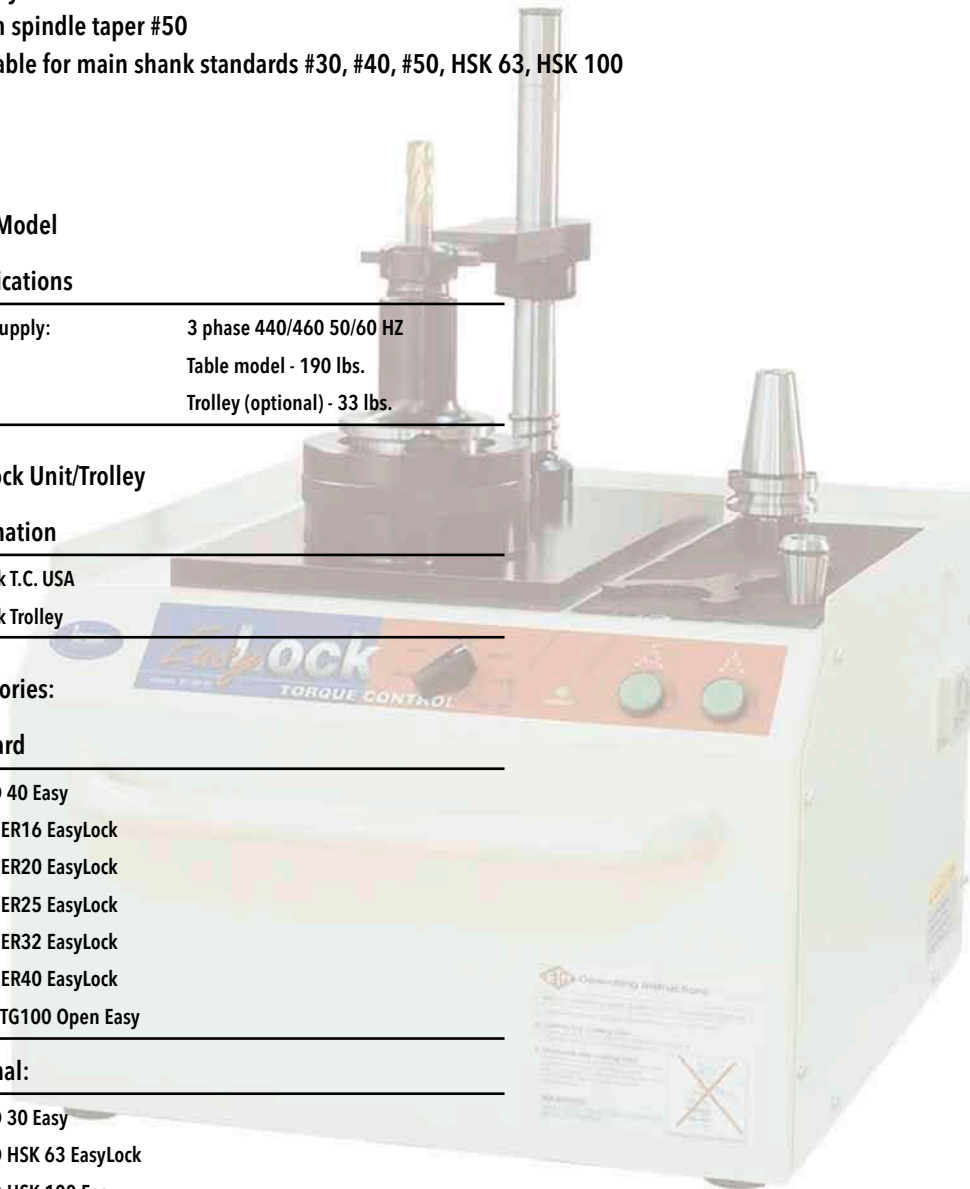 n spindle taper #50
able for main shank standards #30, #40, #50, HSK 63, HSK 100
Model
ications
upply: 3 phase 440/460 50/60 HZ
Table model - 190 lbs.
Trolley (optional) - 33 lbs.
ock Unit/Trolley
nation
k T.C. USA
k Trolley
EasyLock
TORQUE CONTROL
ories:
ard
40 Easy
ER16 EasyLock
ER20 EasyLock
ER25 EasyLock
ER32 EasyLock
ER40 EasyLock
TG100 Open Easy
Operating Instructions
nal:
30 Easy
HSK 63 EasyLock